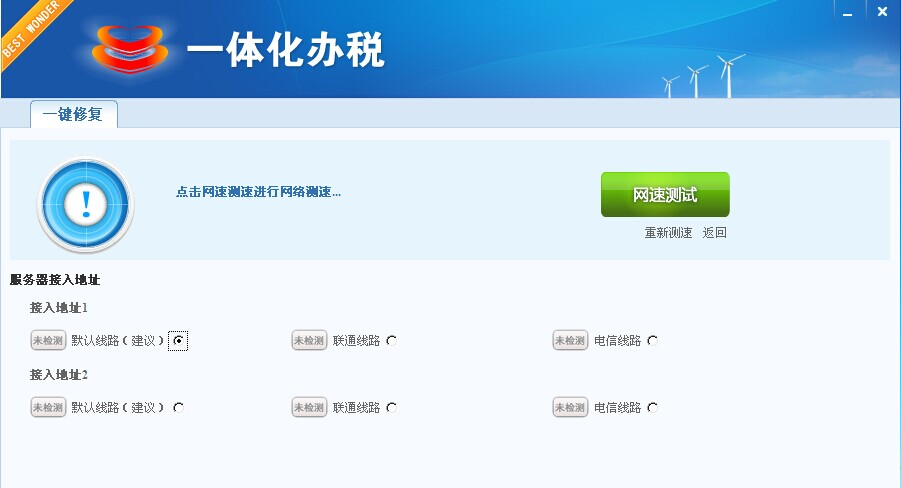 BEST WONDER
一体化办税
一键修复
点击网速测速进行网络测速...
网速测试
重新测速 返回
服务器接入地址
接入地址1
未检测 默认线路（建议） 未检测 联通线路 未检测 电信线路
接入地址2
未检测 默认线路（建议） 未检测 联通线路 未检测 电信线路